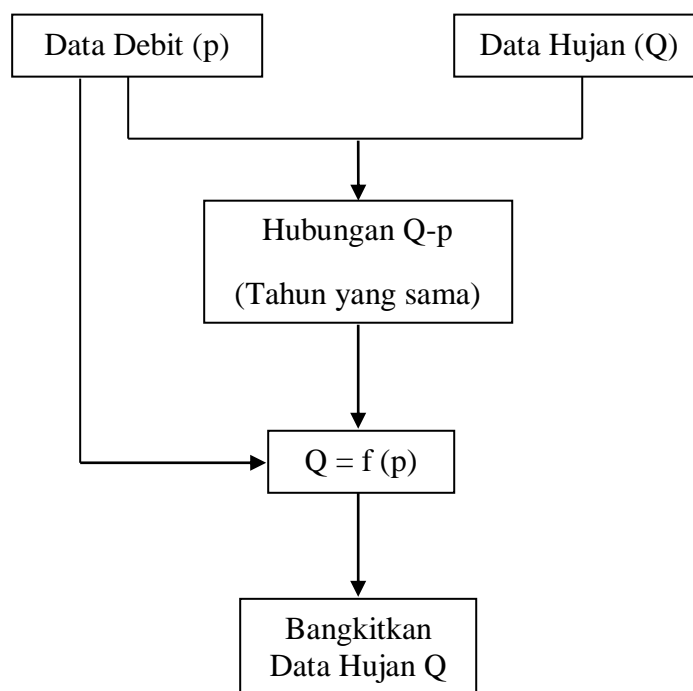 Data Debit (p)
Data Hujan (Q)
Hubungan Q-p
(Tahun yang sama)
Q = f (p)
Bangkitkan
Data Hujan Q